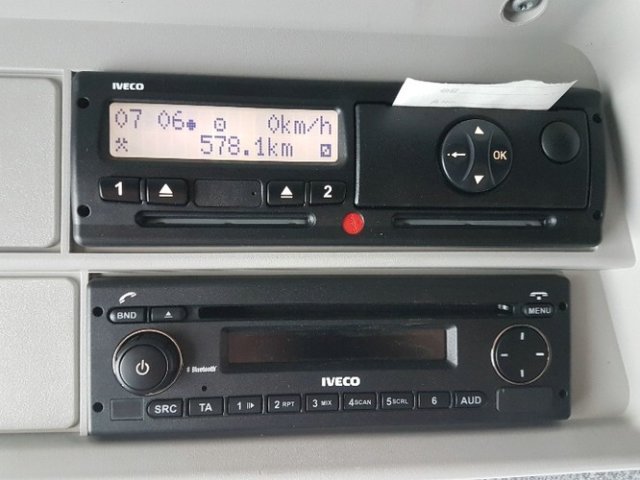 IVECO
07 06 0km/h
578.1km
1 2
OK
BND MENU
Bluetooth
IVECO
SRC TA 1 2 RPT 3 MIX 4 SCAN 5 SCRL 6 AUD